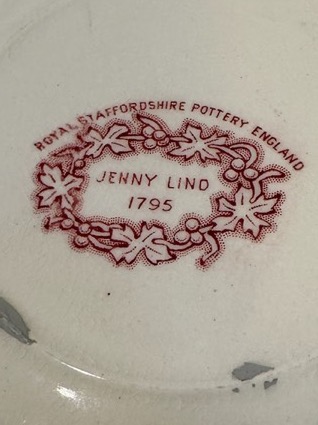 ROYAL STAFFORDSHIRE POTTERY ENGLAND
JENNY LIND
1795